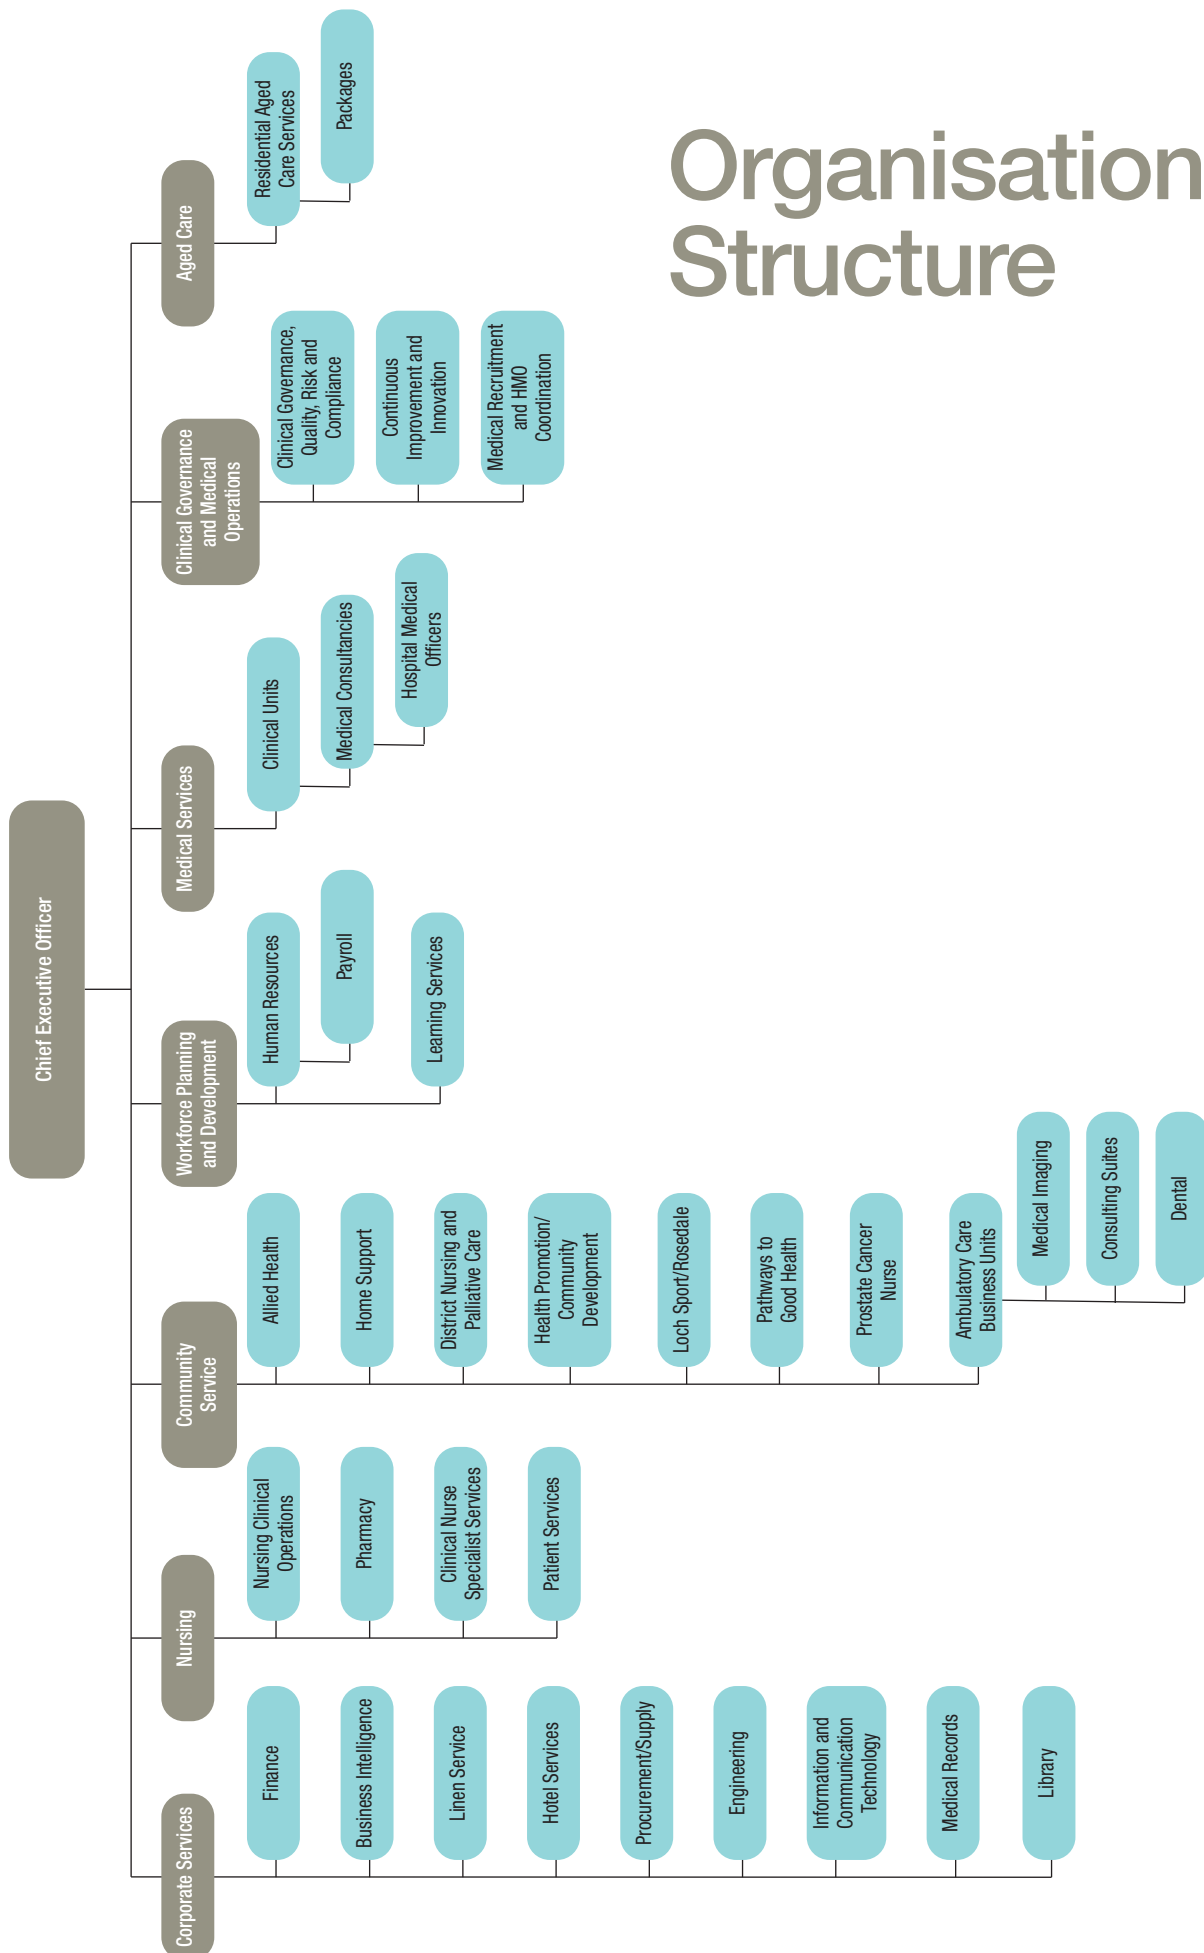 Organisation
Structure
Chief Executive Officer
Corporate Services
Finance
Business Intelligence
Linen Service
Hotel Services
Procurement/Supply
Engineering
Information and
Communication
Technology
Medical Records
Library
Nursing
Nursing Clinical
Operations
Pharmacy
Clinical Nurse
Specialist Services
Patient Services
Community
Service
Allied Health
Home Support
District Nursing and
Palliative Care
Health Promotion/
Community
Development
Loch Sport/Rosedale
Pathways to
Good Health
Prostate Cancer
Nurse
Ambulatory Care
Business Units
Medical Imaging
Consulting Suites
Dental
Workforce Planning
and Development
Human Resources
Payroll
Learning Services
Medical Services
Clinical Units
Medical Consultancies
Hospital Medical
Officers
Clinical Governance
and Medical
Operations
Clinical Governance,
Quality, Risk and
Compliance
Continuous
Improvement and
Innovation
Medical Recruitment
and HMO
Coordination
Aged Care
Residential Aged
Care Services
Packages